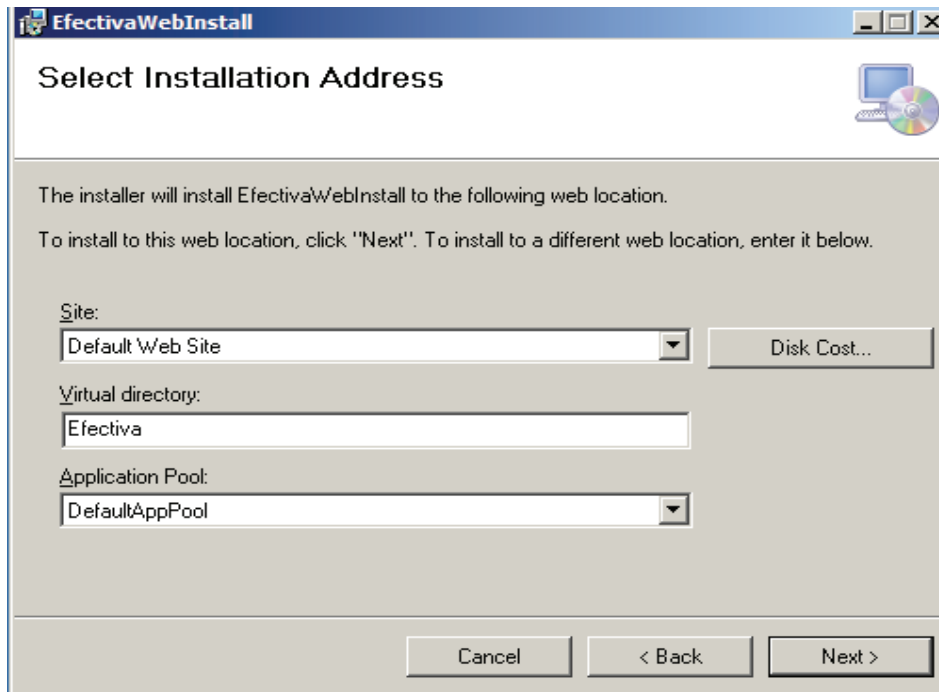 EfectivaWebInstall
Select Installation Address
The installer will install EfectivaWebInstall to the following web location.
To install to this web location, click "Next". To install to a different web location, enter it below.
Site:
Default Web Site
Disk Cost...
Virtual directory:
Efectiva
Application Pool:
DefaultAppPool
Cancel
< Back
Next >